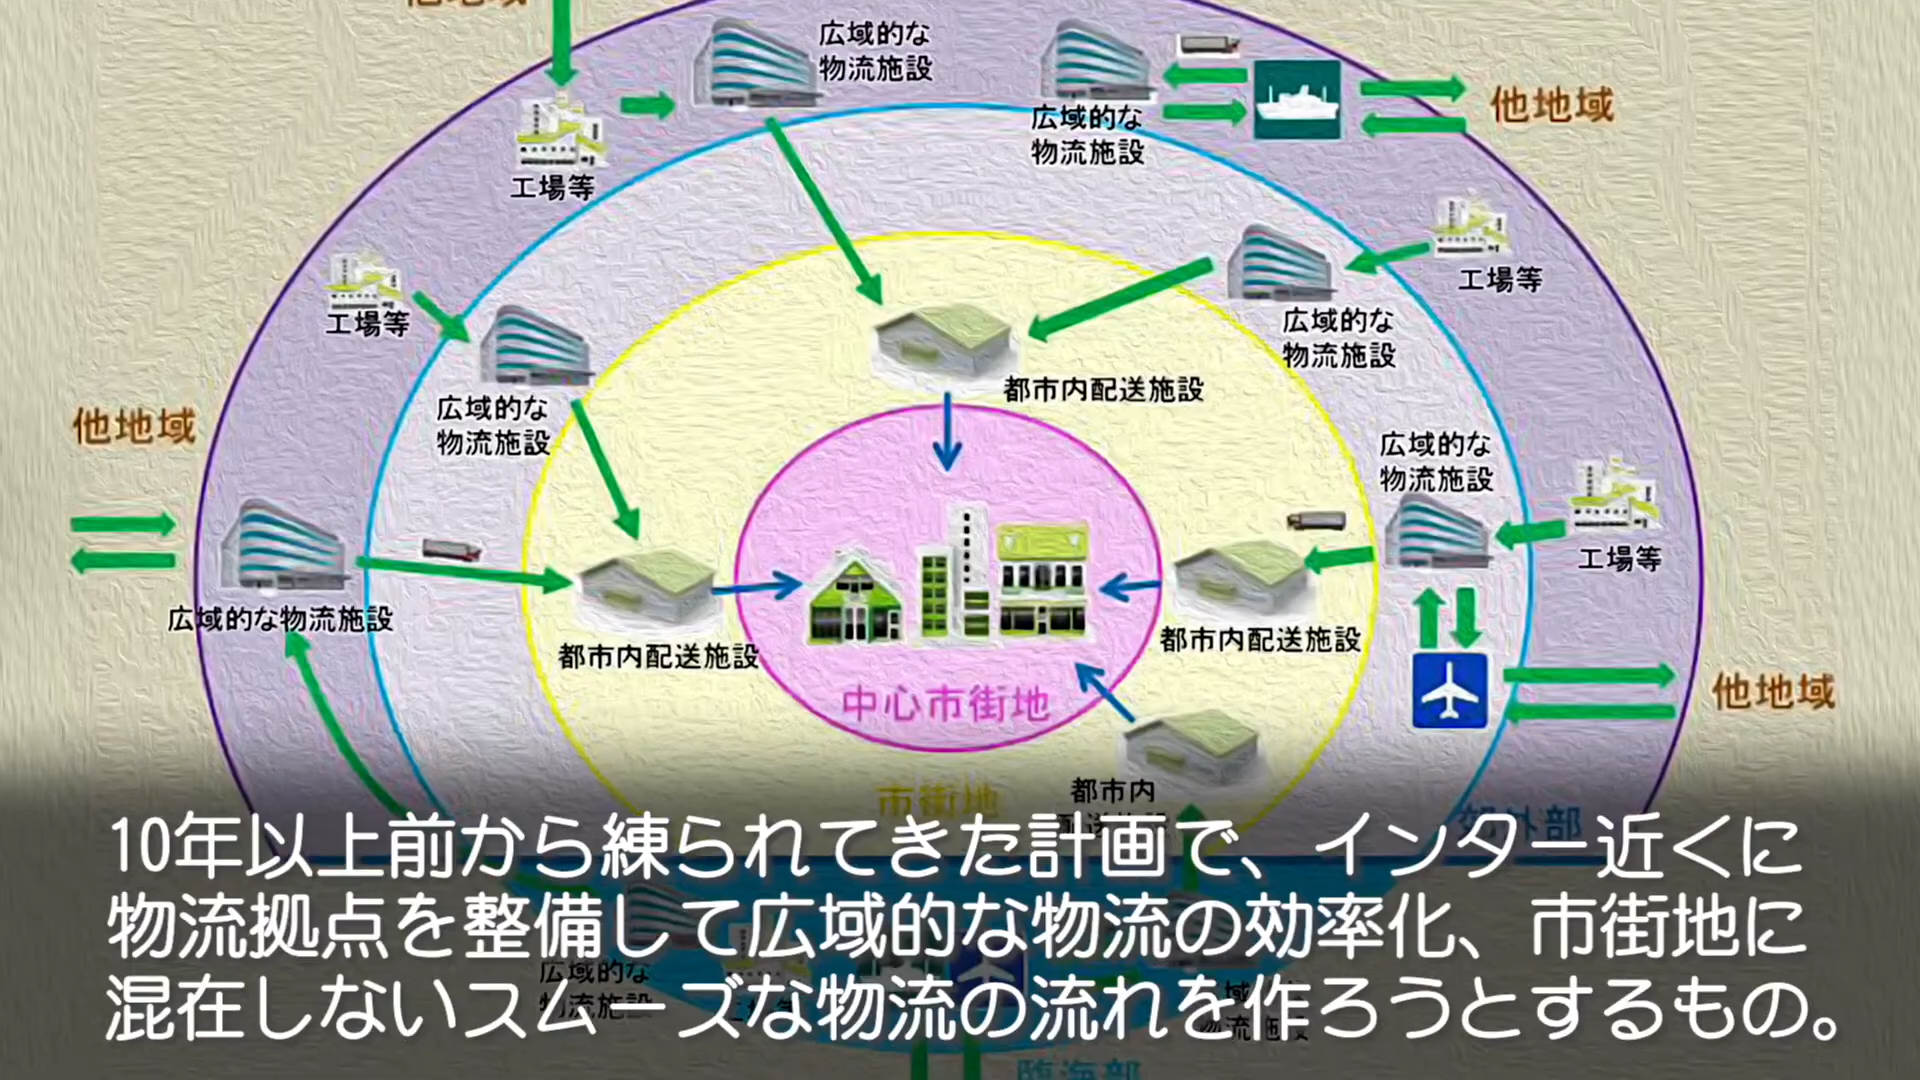 他地域
広域的な
物流施設
広域的な
物流施設
他地域
工場等
工場等
工場等
広域的な
物流施設
都市内配送施設
他地域
広域的な
物流施設
広域的な
物流施設
工場等
広域的な物流施設
都市内配送施設
都市内配送施設
中心市街地
他地域
市街地
都市内
郊外部
10年以上前から練られてきた計画で、インター近くに
物流拠点を整備して広域的な物流の効率化、市街地に
混在しないスムーズな物流の流れを作ろうとするもの。
広域的な
物流施設
臨海部